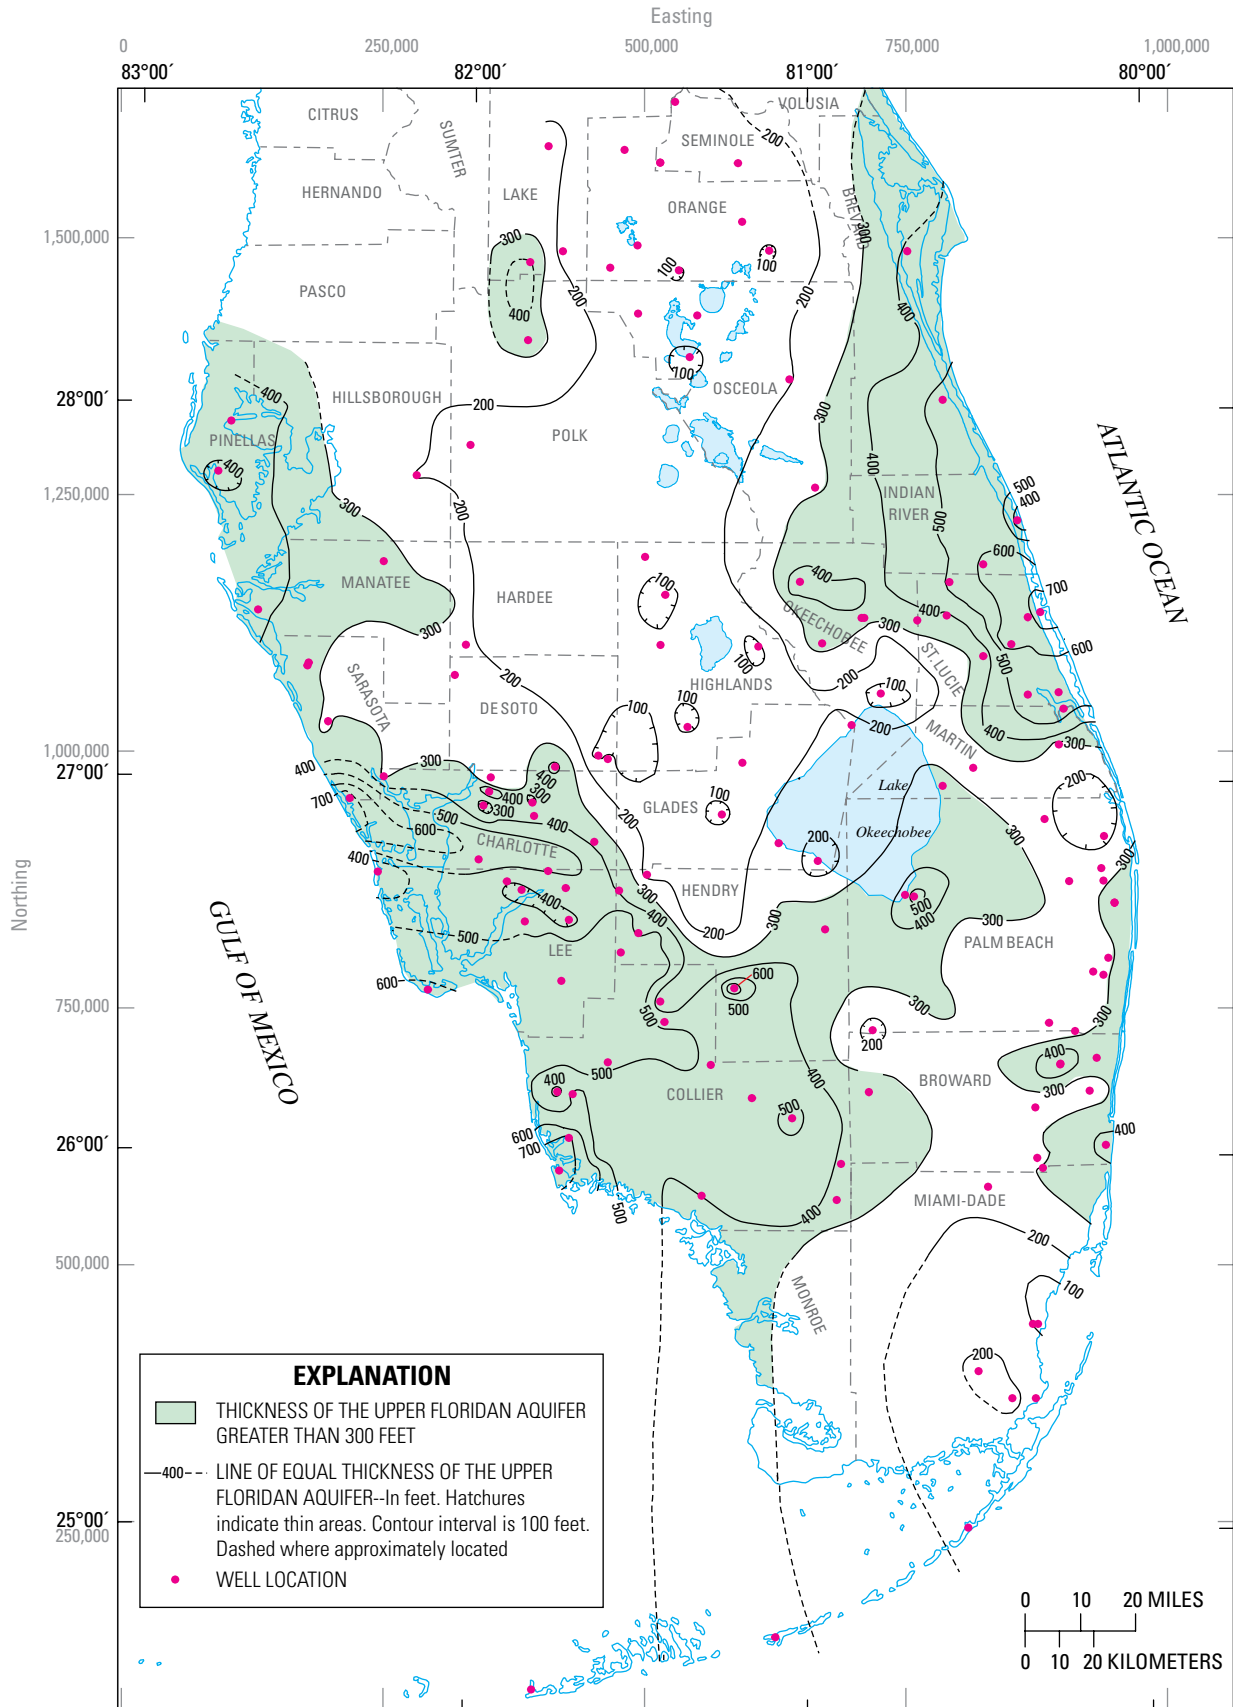 Easting
0 250,000 500,000 750,000 1,000,000
83°00´ 82°00´ 81°00´ 80°00´
CITRUS
SUMTER
VOLUSIA
200
SEMINOLE
HERNANDO
LAKE
ORANGE
BREVARD
300
1,500,000
300
100
100
PASCO
200
200
400
400
100
HILLSBOROUGH
OSCEOLA
28°00´
400
200
300
PINELLAS
POLK
400
400
1,250,000
INDIAN
RIVER
500
400
300
200
500
600
MANATEE
HARDEE
100
400
700
ATLANTIC OCEAN
OKEECHOBEE
400
300
300
600
100
ST. LUCIE
500
SARASOTA
200
HIGHLANDS
200
100
DESOTO
100
100
200
MARTIN
400
300
1,000,000
27°00´
300
400
400
700
400
300
300
500
600
400
CHARLOTTE
100
GLADES
200
Lake
Okeechobee
200
200
300
300
400
HENDRY
300
400
400
500
400
500
LEE
200
300
300
PALM BEACH
Northing
GULF OF MEXICO
600
600
500
500
750,000
300
300
200
500
400
400
400
300
BROWARD
COLLIER
500
26°00´
600
700
400
500
400
MIAMI-DADE
200
500,000
MONROE
100
200
EXPLANATION
THICKNESS OF THE UPPER FLORIDAN AQUIFER
GREATER THAN 300 FEET
400 LINE OF EQUAL THICKNESS OF THE UPPER
FLORIDAN AQUIFER--In feet. Hatchures
indicate thin areas. Contour interval is 100 feet.
Dashed where approximately located
WELL LOCATION
25°00´
250,000
0 10 20 MILES
0 10 20 KILOMETERS